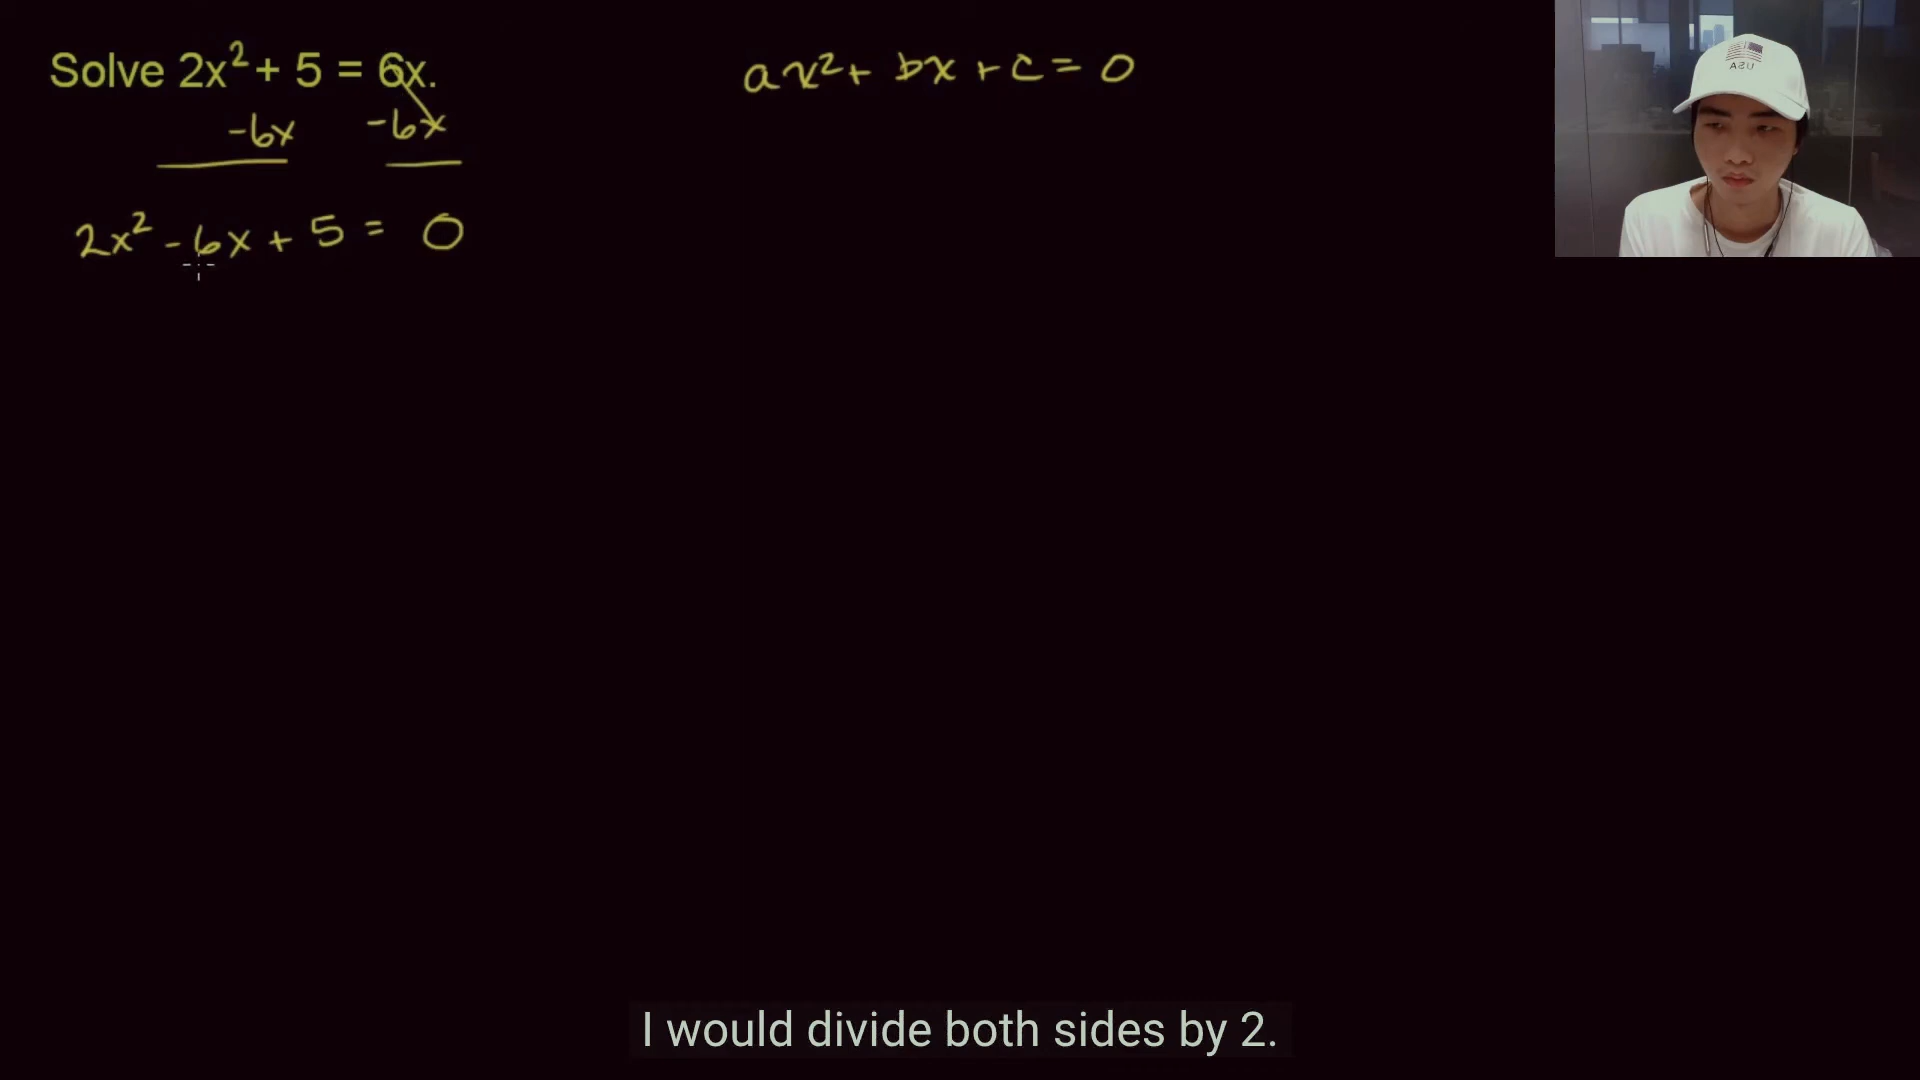 Solve 2x² + 5 = 6x.
-6x -6x
2x² - 6x + 5 = 0
ax² + bx + c = 0
USA
I would divide both sides by 2.